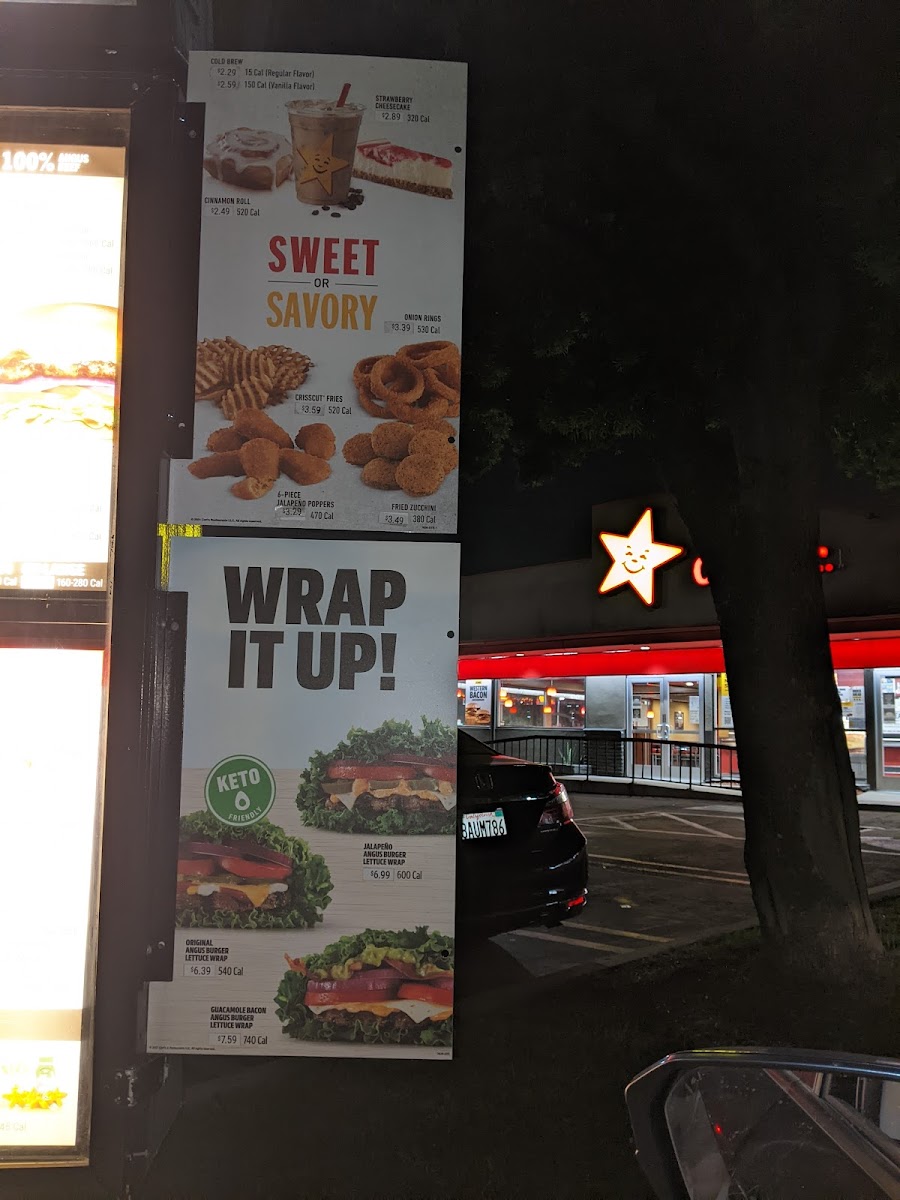 100% ANGUS BEEF
160-280 Cal
COLD BREW
$2.29 15 Cal (Regular Flavor)
$2.59 150 Cal (Vanilla Flavor)
STRAWBERRY
CHEESECAKE
$2.89 320 Cal
CINNAMON ROLL
$2.49 520 Cal
SWEET
OR
SAVORY
ONION RINGS
$3.39 530 Cal
CRISSCUT® FRIES
$3.59 520 Cal
6-PIECE
JALAPEÑO POPPERS
$3.29 470 Cal
FRIED ZUCCHINI
$3.49 380 Cal
WRAP
IT UP!
KETO
FRIENDLY
JALAPEÑO
ANGUS BURGER
LETTUCE WRAP
$6.99 600 Cal
ORIGINAL
ANGUS BURGER
LETTUCE WRAP
$6.39 540 Cal
GUACAMOLE BACON
ANGUS BURGER
LETTUCE WRAP
$7.59 740 Cal
WESTERN
BACON
8AUM786